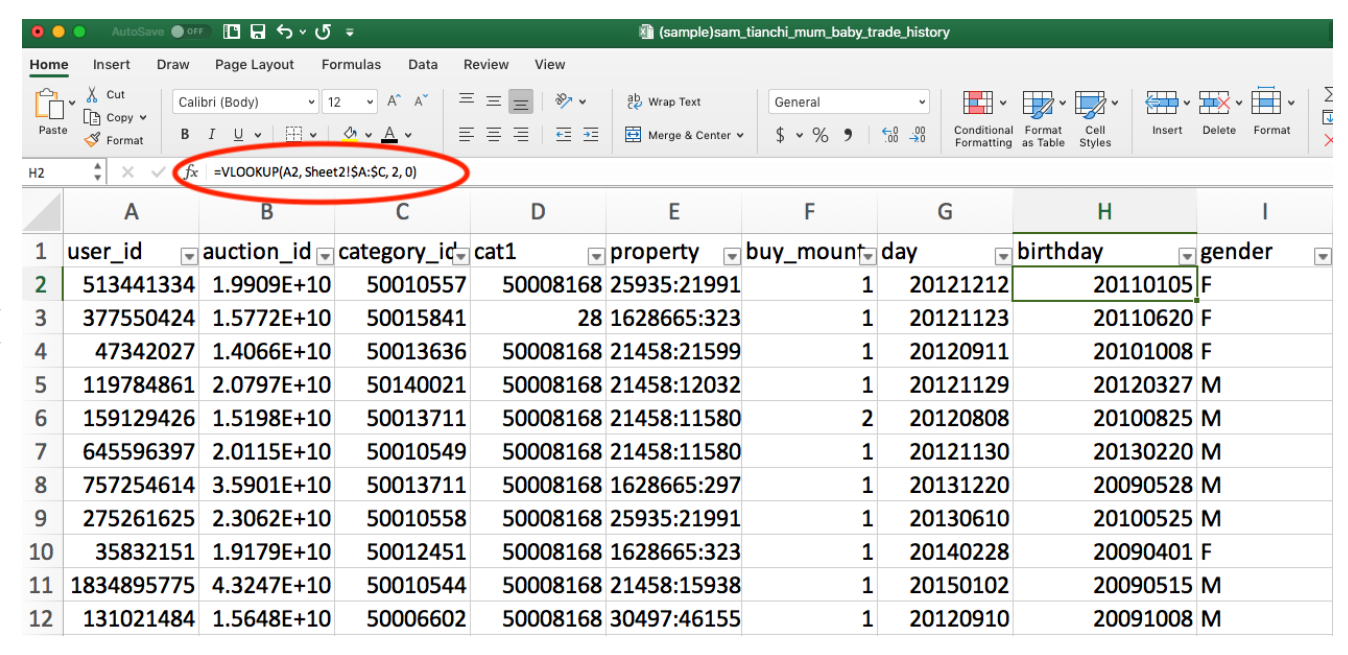 AutoSave OFF (sample)sam_tianchi_mum_baby_trade_history
Home Insert Draw Page Layout Formulas Data Review View
Paste Cut Copy Format
Calibri (Body) 12 A A
B I U A
ab Wrap Text
Merge & Center
General
$ % .00
Conditional Formatting
Format as Table
Cell Styles
Insert Delete Format
H2 fx =VLOOKUP(A2, Sheet2!$A:$C, 2, 0)
A B C D E F G H I
1 user_id auction_id category_id cat1 property buy_mount day birthday gender
2 513441334 1.9909E+10 50010557 50008168 25935:21991 1 20121212 20110105 F
3 377550424 1.5772E+10 50015841 28 1628665:323 1 20121123 20110620 F
4 47342027 1.4066E+10 50013636 50008168 21458:21599 1 20120911 20101008 F
5 119784861 2.0797E+10 50140021 50008168 21458:12032 1 20121129 20120327 M
6 159129426 1.5198E+10 50013711 50008168 21458:11580 2 20120808 20100825 M
7 645596397 2.0115E+10 50010549 50008168 21458:11580 1 20121130 20130220 M
8 757254614 3.5901E+10 50013711 50008168 1628665:297 1 20131220 20090528 M
9 275261625 2.3062E+10 50010558 50008168 25935:21991 1 20130610 20100525 M
10 35832151 1.9179E+10 50012451 50008168 1628665:323 1 20140228 20090401 F
11 1834895775 4.3247E+10 50010544 50008168 21458:15938 1 20150102 20090515 M
12 131021484 1.5648E+10 50006602 50008168 30497:46155 1 20120910 20091008 M